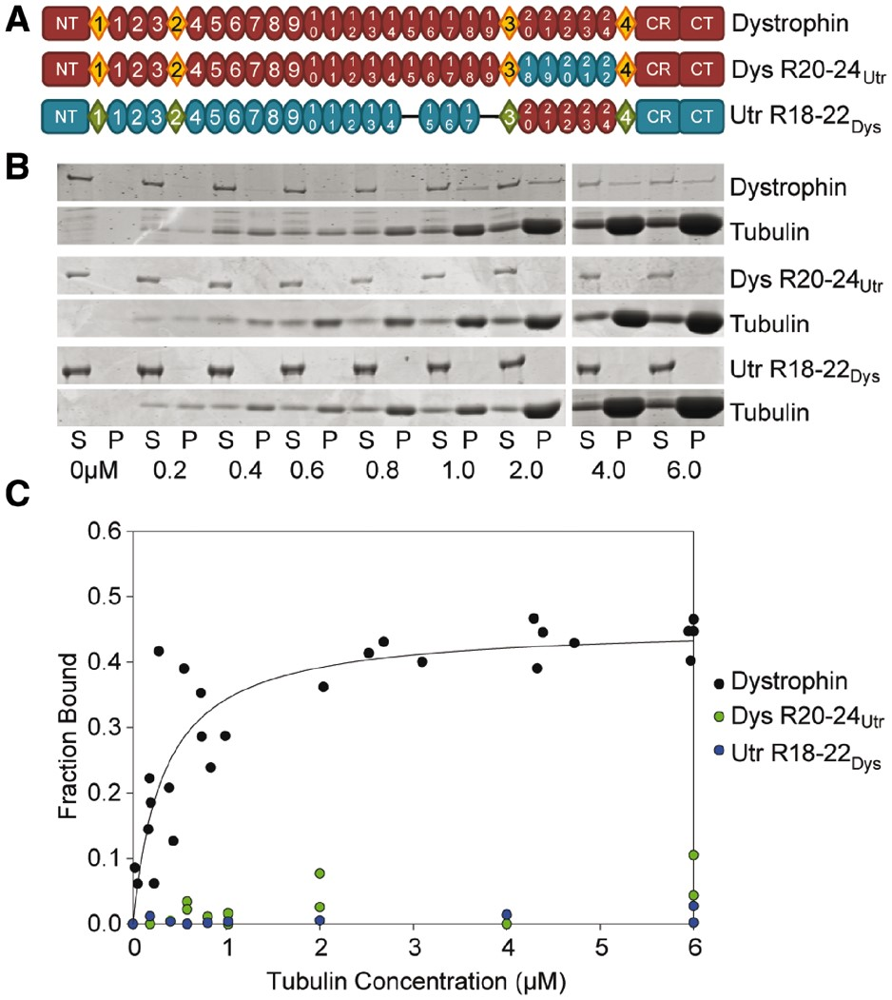 A
NT 1 1 2 3 2 4 5 6 7 8 9 10 11 12 13 14 15 16 17 18 19 3 20 21 22 23 24 4 CR CT Dystrophin
NT 1 1 2 3 2 4 5 6 7 8 9 10 11 12 13 14 15 16 17 18 19 3 18 19 20 21 22 4 CR CT Dys R20-24Utr
NT 1 1 2 3 2 4 5 6 7 8 9 10 11 12 13 14 15 16 17 3 20 21 22 23 24 4 CR CT Utr R18-22Dys
B
Dystrophin
Tubulin
Dys R20-24Utr
Tubulin
Utr R18-22Dys
Tubulin
S P S P S P S P S P S P S P S P S P
0µM 0.2 0.4 0.6 0.8 1.0 2.0 4.0 6.0
C
0.6
0.5
0.4
0.3
0.2
0.1
0.0
Fraction Bound
Dystrophin
Dys R20-24Utr
Utr R18-22Dys
0 1 2 3 4 5 6
Tubulin Concentration (µM)